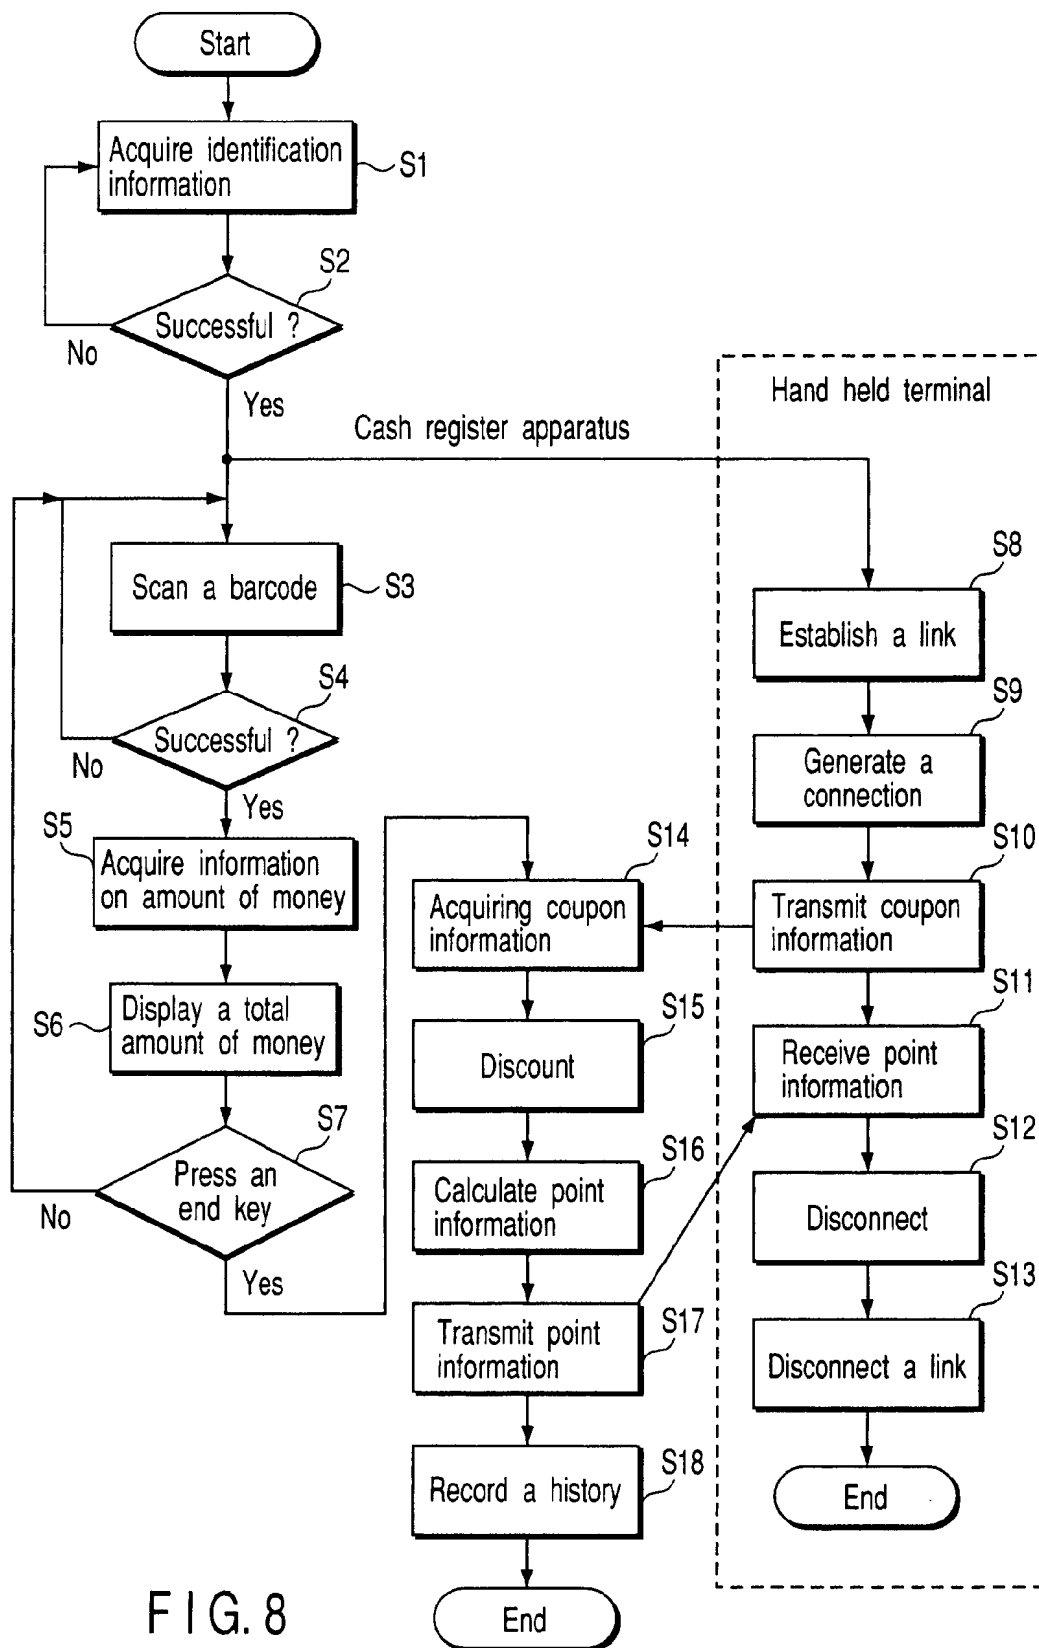 Start
Acquire identification
information
S1
S2
Successful ?
No
Yes
Cash register apparatus
Hand held terminal
Scan a barcode
S3
S4
Successful ?
No
Yes
S5
Acquire information
on amount of money
S6
Display a total
amount of money
S7
Press an
end key
No
Yes
S14
Acquiring coupon
information
S15
Discount
S16
Calculate point
information
S17
Transmit point
information
S18
Record a history
End
S8
Establish a link
S9
Generate a
connection
S10
Transmit coupon
information
S11
Receive point
information
S12
Disconnect
S13
Disconnect a link
End
FIG. 8